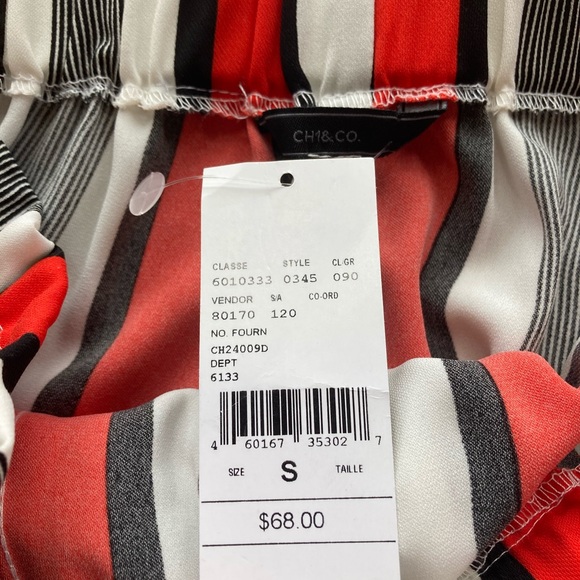 CH1&CO.
CLASSE STYLE CLGR
6010333 0345 090
VENDOR S/A CO-ORD
80170 120
NO. FOURN
CH24009D
DEPT
6133
4 60167 35302 7
SIZE S TAILLE
$68.00